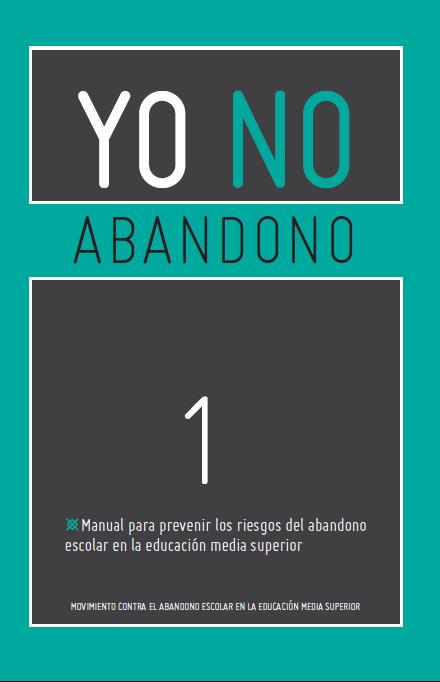 YO NO
ABANDONO
1
Manual para prevenir los riesgos del abandono
escolar en la educación media superior
MOVIMIENTO CONTRA EL ABANDONO ESCOLAR EN LA EDUCACIÓN MEDIA SUPERIOR